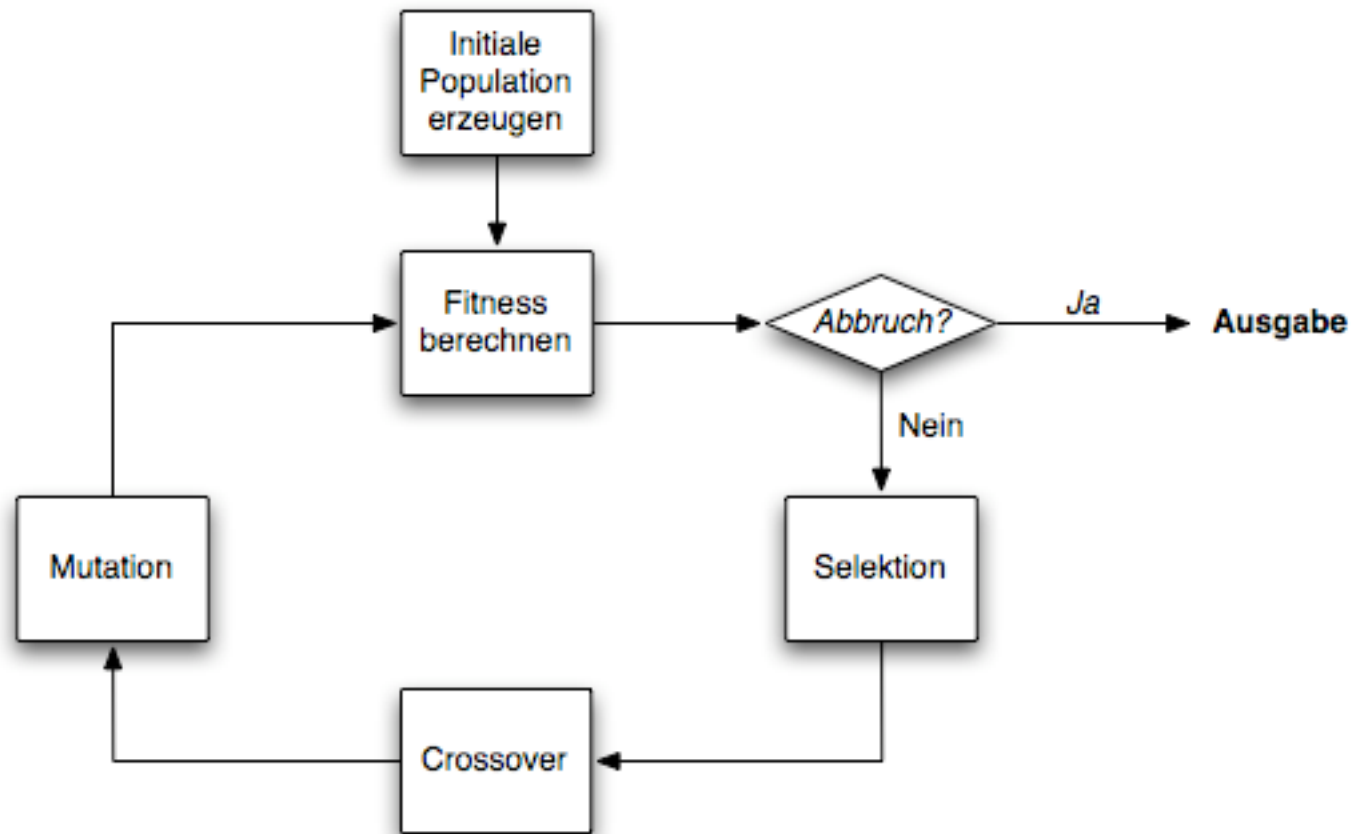 Initiale
Population
erzeugen
Fitness
berechnen
Abbruch?
Ja
Ausgabe
Nein
Selektion
Crossover
Mutation